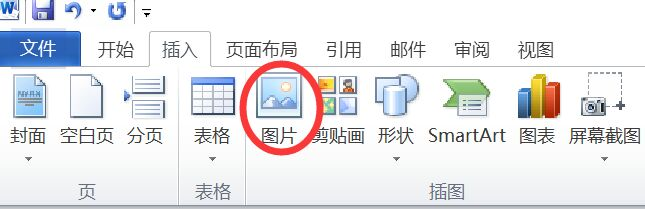 W
文件 开始 插入 页面布局 引用 邮件 审阅 视图
封面 空白页 分页 表格 图片 剪贴画 形状 SmartArt 图表 屏幕截图
页 表格 插图